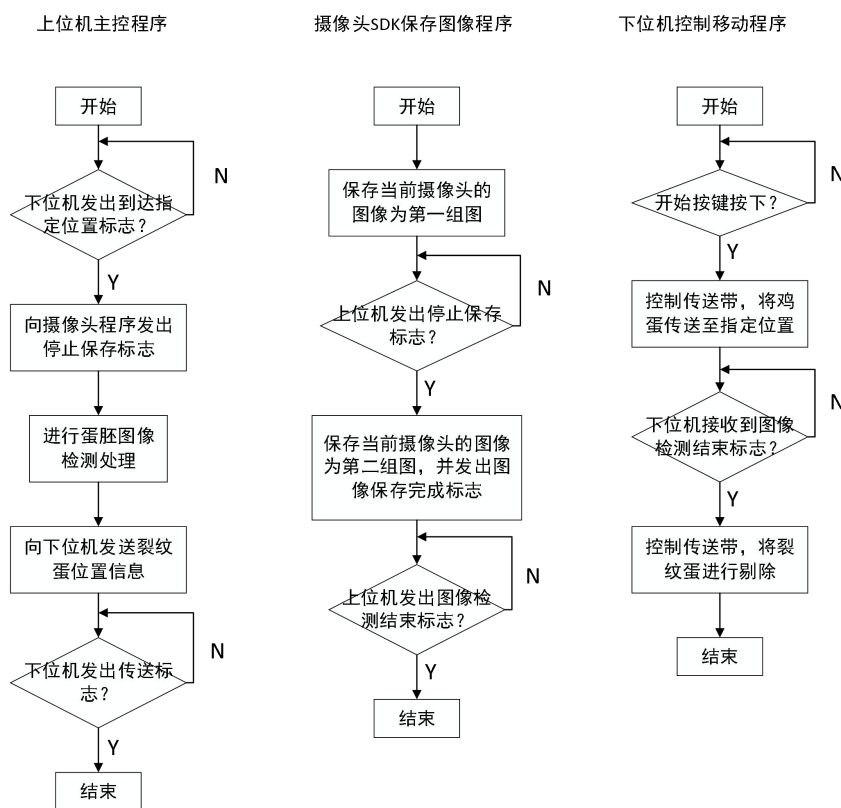 上位机主控程序
开始
N
下位机发出到达指
定位置标志？
Y
向摄像头程序发出
停止保存标志
进行蛋胚图像
检测处理
向下位机发送裂纹
蛋位置信息
N
下位机发出传送标
志？
Y
结束
摄像头SDK保存图像程序
开始
保存当前摄像头的
图像为第一组图
N
上位机发出停止保存
标志？
Y
保存当前摄像头的图像
为第二组图，并发出图
像保存完成标志
N
上位机发出图像检
测结束标志？
Y
结束
下位机控制移动程序
开始
N
开始按键按下？
Y
控制传送带，将鸡
蛋传送至指定位置
N
下位机接收到图像
检测结束标志？
Y
控制传送带，将裂
纹蛋进行剔除
结束